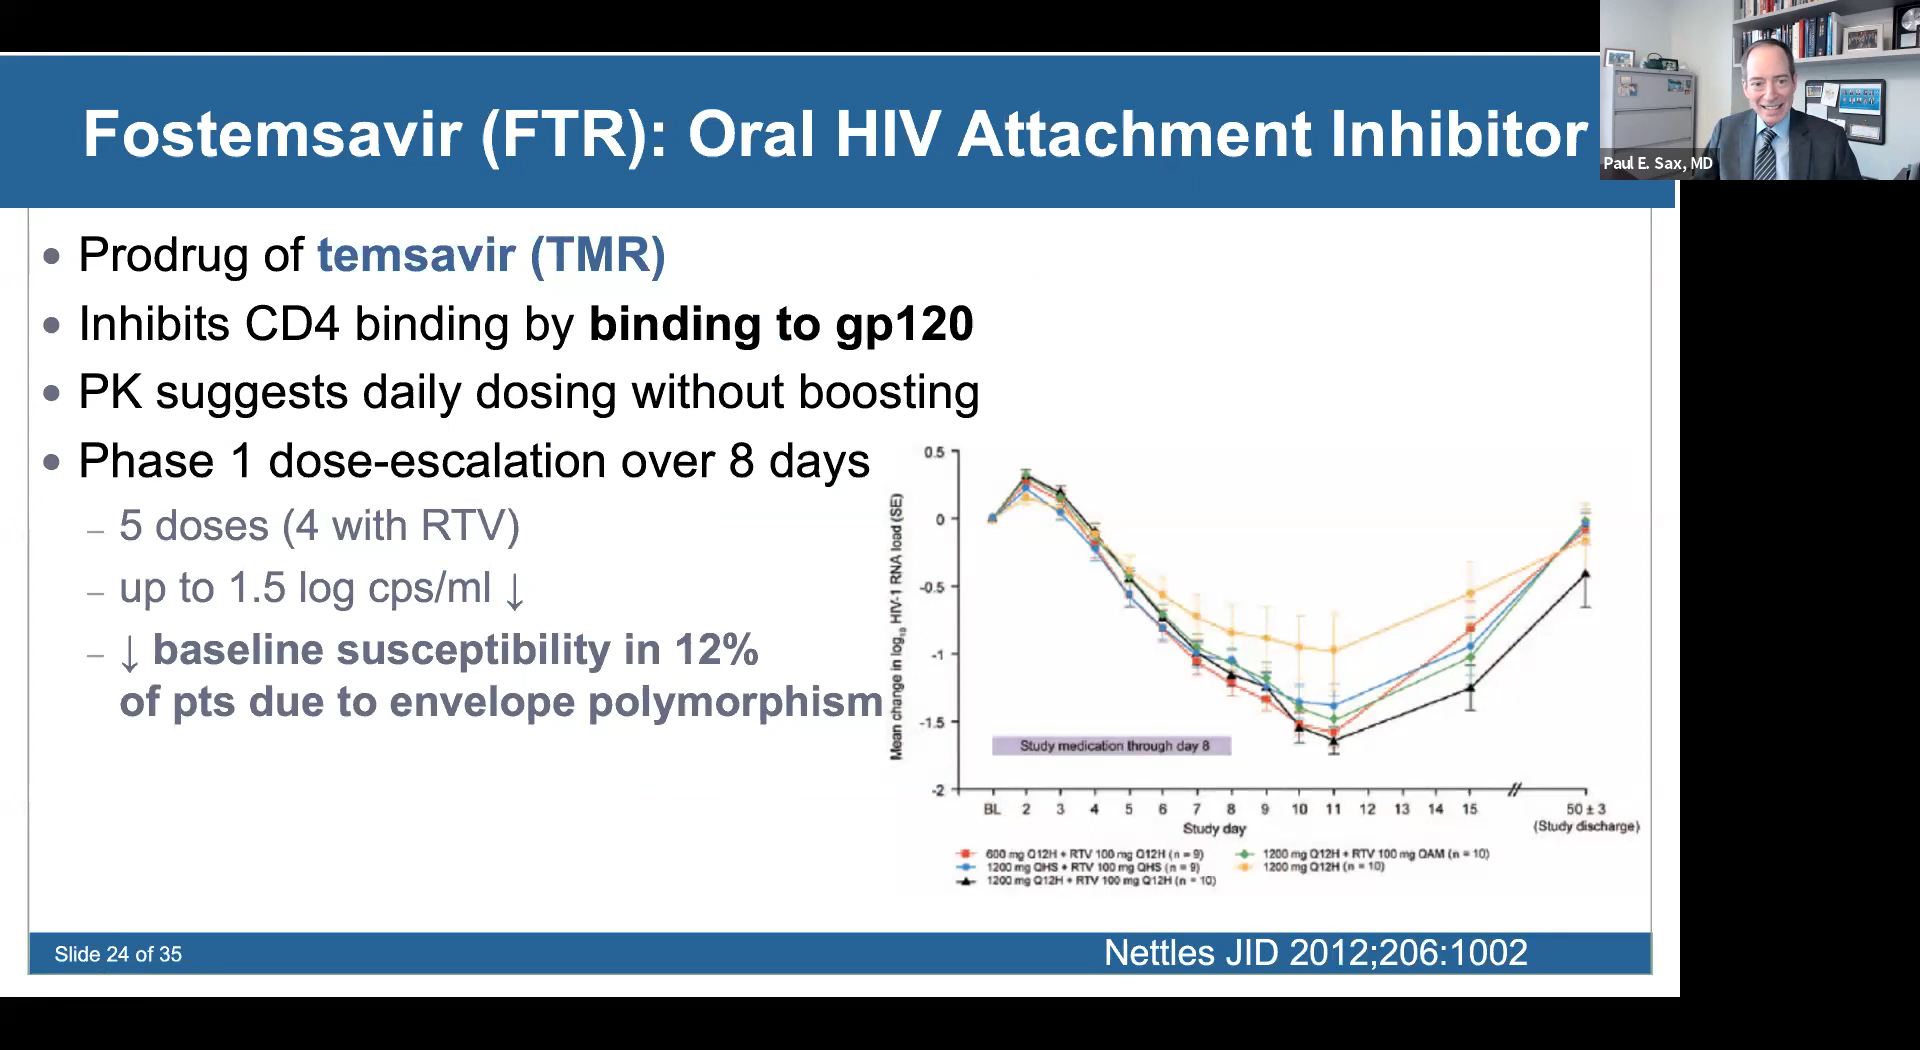 Fostemsavir (FTR): Oral HIV Attachment Inhibitor
Paul E. Sax, MD
• Prodrug of temsavir (TMR)
• Inhibits CD4 binding by binding to gp120
• PK suggests daily dosing without boosting
• Phase 1 dose-escalation over 8 days
– 5 doses (4 with RTV)
– up to 1.5 log cps/ml ↓
– ↓ baseline susceptibility in 12%
of pts due to envelope polymorphism
Mean change in log10 HIV-1 RNA load (SE)
0.5
0
-0.5
-1
-1.5
-2
Study medication through day 8
BL 2 3 4 5 6 7 8 9 10 11 12 13 14 15 50 ± 3
(Study discharge)
Study day
600 mg Q12H + RTV 100 mg Q12H (n = 9)
1200 mg QHS + RTV 100 mg QHS (n = 9)
1200 mg Q12H + RTV 100 mg Q12H (n = 10)
1200 mg Q12H + RTV 100 mg QAM (n = 10)
1200 mg Q12H (n = 10)
Slide 24 of 35
Nettles JID 2012;206:1002